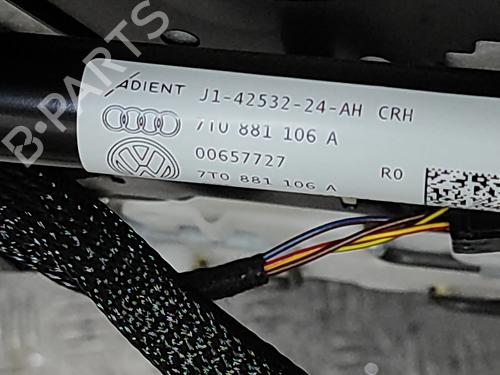 B-PARTS
ADIENT J1-42532-24-AH CRH
7T0 881 106 A
00657727 R0
7T0 881 106 A